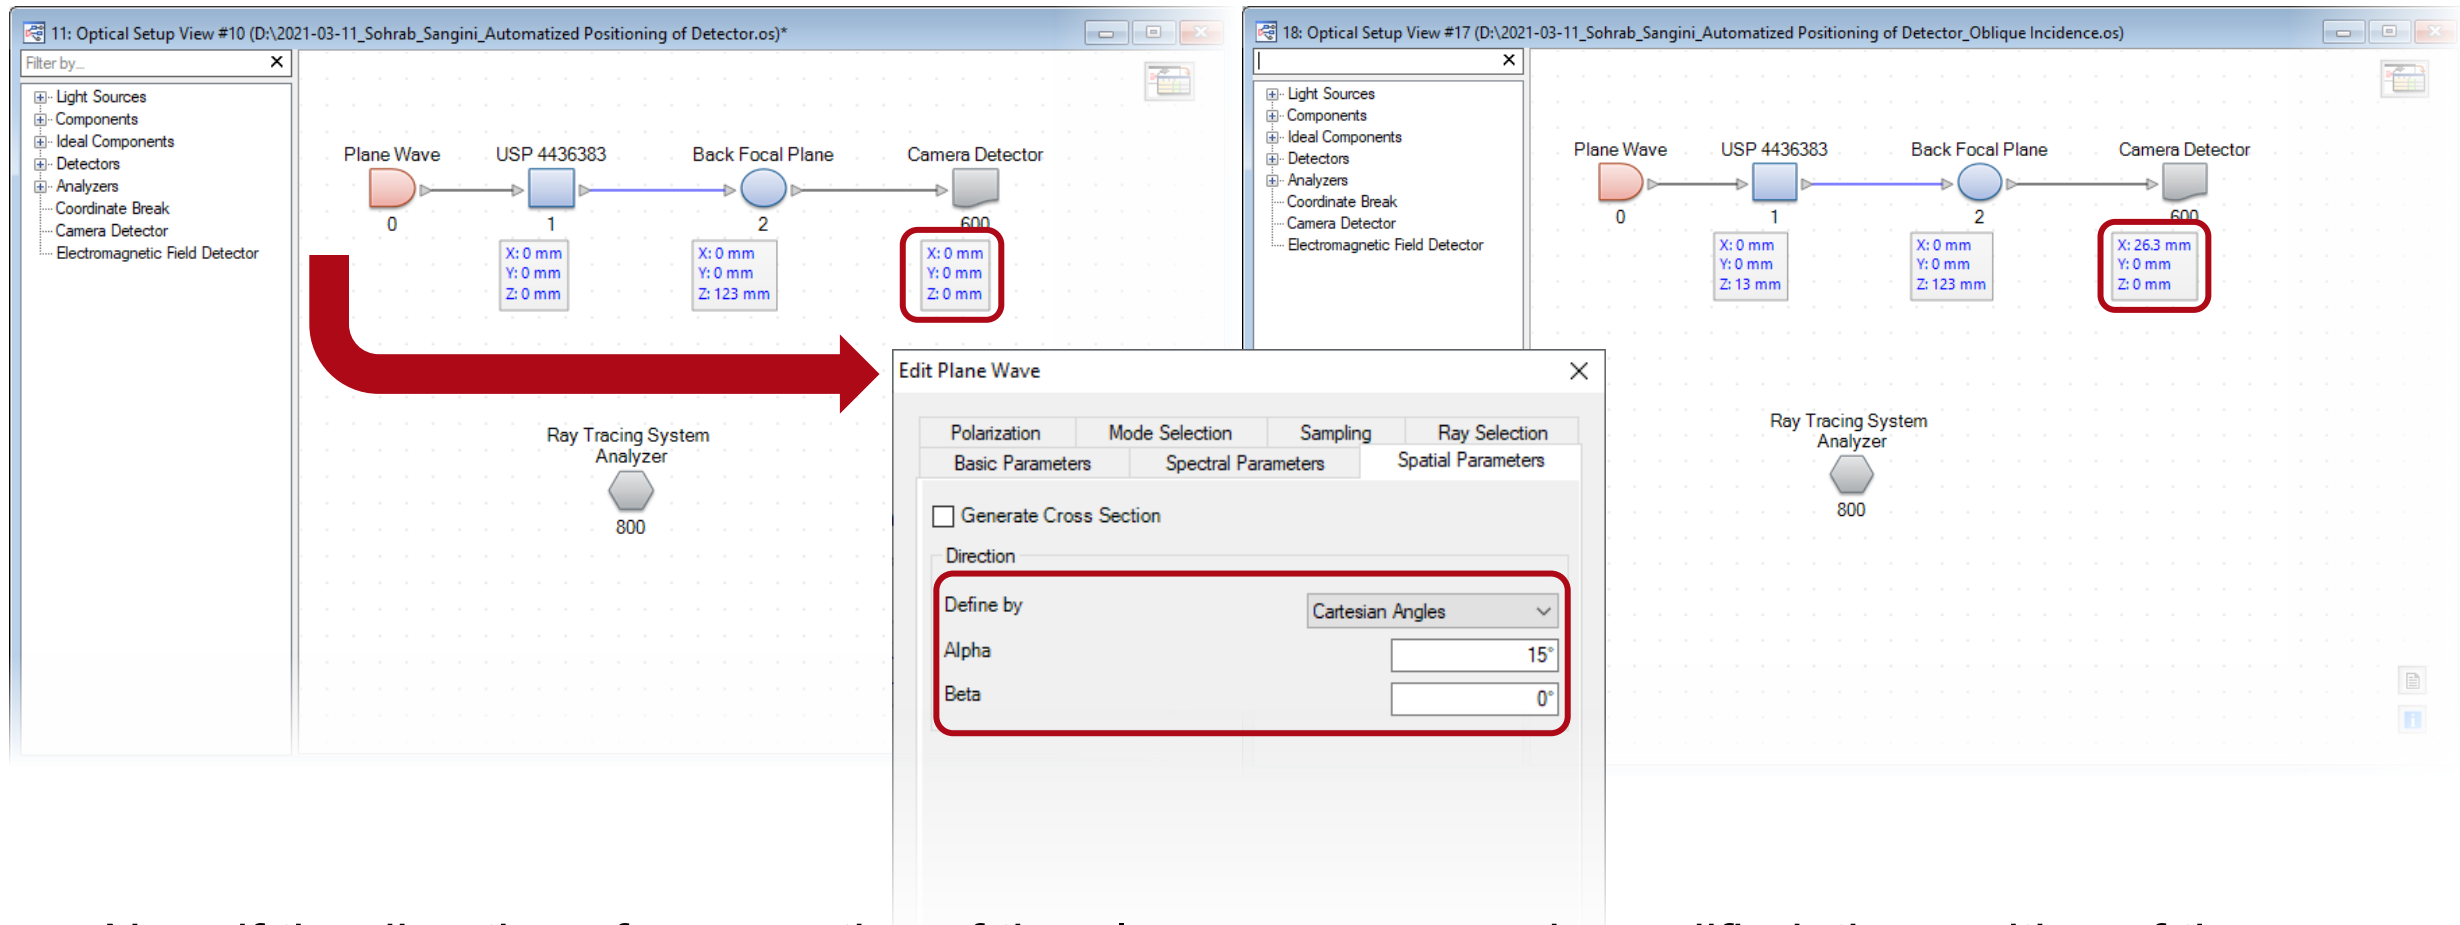 11: Optical Setup View #10 (D:\2021-03-11_Sohrab_Sangini_Automatized Positioning of Detector.os)*
Filter by...
Light Sources
Components
Ideal Components
Detectors
Analyzers
Coordinate Break
Camera Detector
Electromagnetic Field Detector
Plane Wave
0
USP 4436383
1
X: 0 mm
Y: 0 mm
Z: 0 mm
Back Focal Plane
2
X: 0 mm
Y: 0 mm
Z: 123 mm
Camera Detector
600
X: 0 mm
Y: 0 mm
Z: 0 mm
Ray Tracing System
Analyzer
800
18: Optical Setup View #17 (D:\2021-03-11_Sohrab_Sangini_Automatized Positioning of Detector_Oblique Incidence.os)
Light Sources
Components
Ideal Components
Detectors
Analyzers
Coordinate Break
Camera Detector
Electromagnetic Field Detector
Plane Wave
0
USP 4436383
1
X: 0 mm
Y: 0 mm
Z: 13 mm
Back Focal Plane
2
X: 0 mm
Y: 0 mm
Z: 123 mm
Camera Detector
600
X: 26.3 mm
Y: 0 mm
Z: 0 mm
Ray Tracing System
Analyzer
800
Edit Plane Wave
Polarization Mode Selection Sampling Ray Selection
Basic Parameters Spectral Parameters Spatial Parameters
Generate Cross Section
Direction
Define by Cartesian Angles
Alpha 15°
Beta 0°